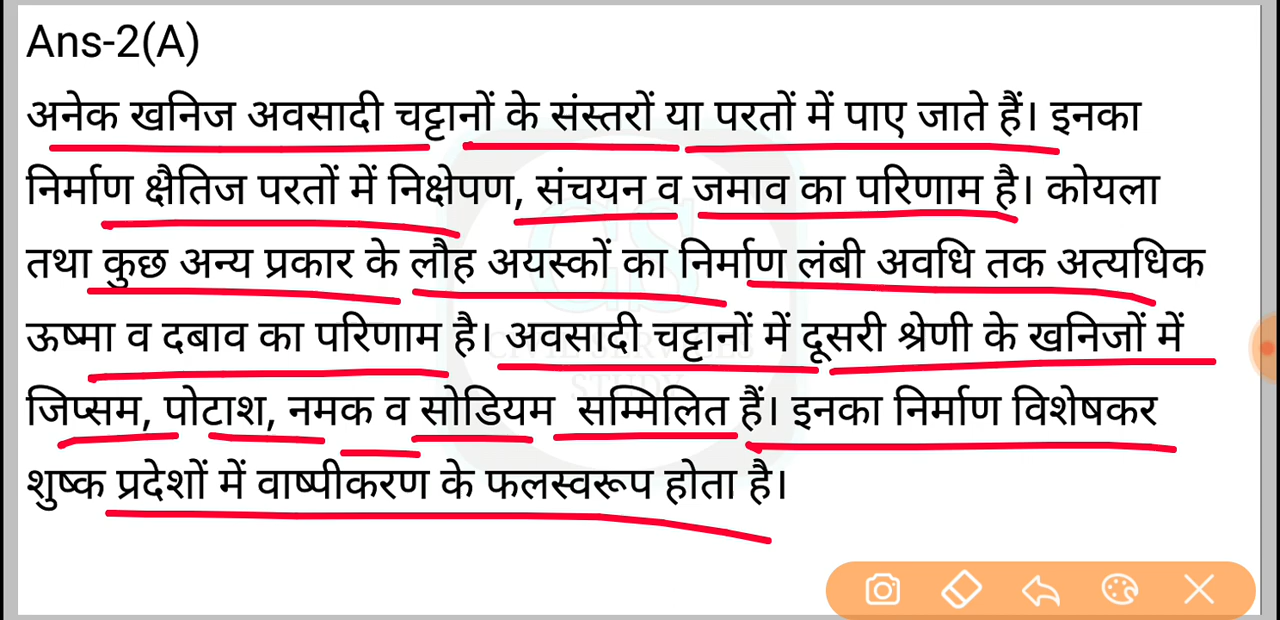 Ans-2(A)
अनेक खनिज अवसादी चट्टानों के संस्तरों या परतों में पाए जाते हैं। इनका
निर्माण क्षैतिज परतों में निक्षेपण, संचयन व जमाव का परिणाम है। कोयला
तथा कुछ अन्य प्रकार के लौह अयस्कों का निर्माण लंबी अवधि तक अत्यधिक
ऊष्मा व दबाव का परिणाम है। अवसादी चट्टानों में दूसरी श्रेणी के खनिजों में
जिप्सम, पोटाश, नमक व सोडियम सम्मिलित हैं। इनका निर्माण विशेषकर
शुष्क प्रदेशों में वाष्पीकरण के फलस्वरूप होता है।